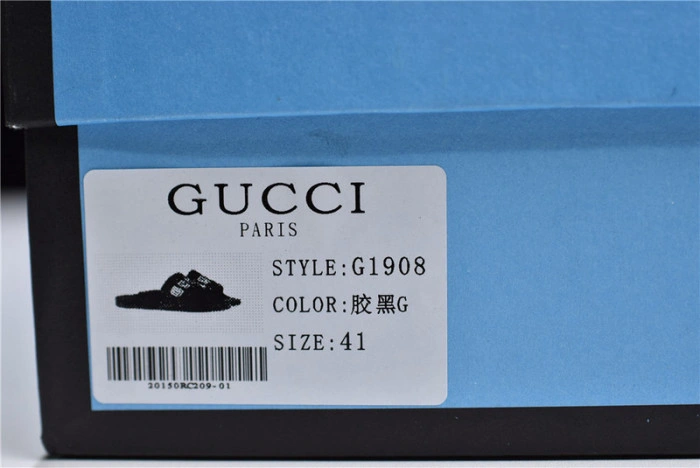 GUCCI
PARIS
STYLE:G1908
COLOR:胶黑G
SIZE:41
20150RC209-01